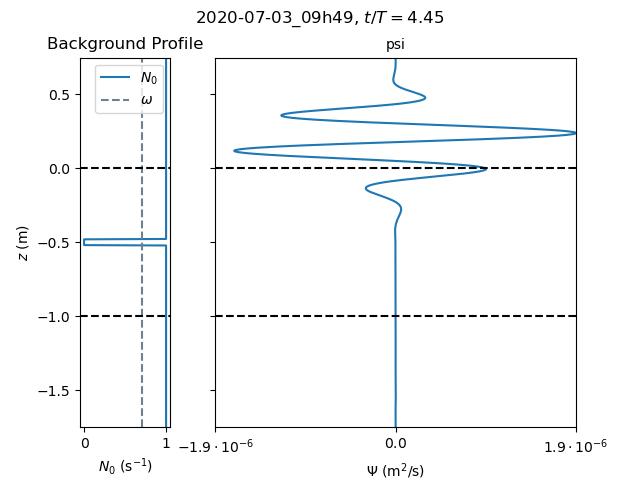 2020-07-03_09h49, t/T = 4.45
Background Profile
psi
N₀
ω
0.5
0.0
−0.5
−1.0
−1.5
z (m)
0
1
−1.9 · 10⁻⁶
0.0
1.9 · 10⁻⁶
N₀ (s⁻¹)
Ψ (m²/s)